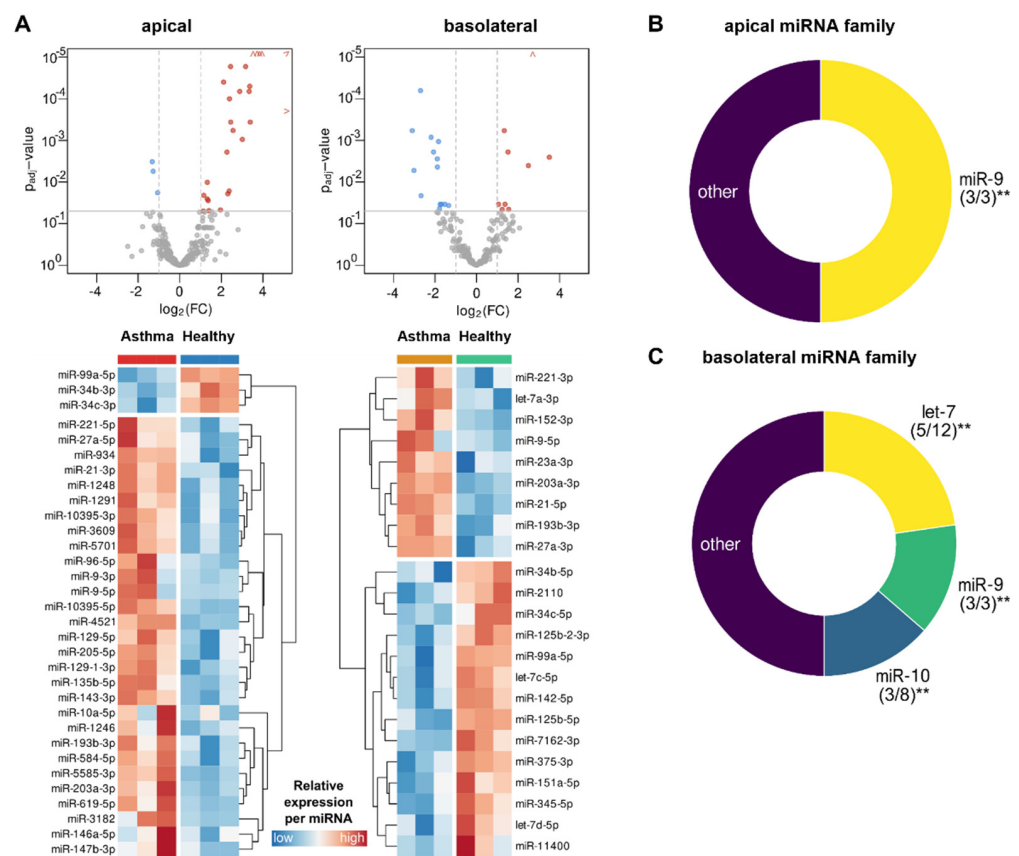 A
apical
basolateral
10-5
10-4
10-3
10-2
10-1
100
padj-value
-4
-2
0
2
4
log2(FC)
10-5
10-4
10-3
10-2
10-1
100
padj-value
-4
-2
0
2
4
log2(FC)
Asthma Healthy
miR-99a-5p
miR-34b-3p
miR-34c-3p
miR-221-5p
miR-27a-5p
miR-934
miR-21-3p
miR-1248
miR-1291
miR-10395-3p
miR-3609
miR-5701
miR-96-5p
miR-9-3p
miR-9-5p
miR-10395-5p
miR-4521
miR-129-5p
miR-205-5p
miR-129-1-3p
miR-135b-5p
miR-143-3p
miR-10a-5p
miR-1246
miR-193b-3p
miR-584-5p
miR-5585-3p
miR-203a-3p
miR-619-5p
miR-3182
miR-146a-5p
miR-147b-3p
Relative
expression
per miRNA
low
high
Asthma Healthy
miR-221-3p
let-7a-3p
miR-152-3p
miR-9-5p
miR-23a-3p
miR-203a-3p
miR-21-5p
miR-193b-3p
miR-27a-3p
miR-34b-5p
miR-2110
miR-34c-5p
miR-125b-2-3p
miR-99a-5p
let-7c-5p
miR-142-5p
miR-125b-5p
miR-7162-3p
miR-375-3p
miR-151a-5p
miR-345-5p
let-7d-5p
miR-11400
B
apical miRNA family
other
miR-9
(3/3)**
C
basolateral miRNA family
let-7
(5/12)**
other
miR-9
(3/3)**
miR-10
(3/8)**